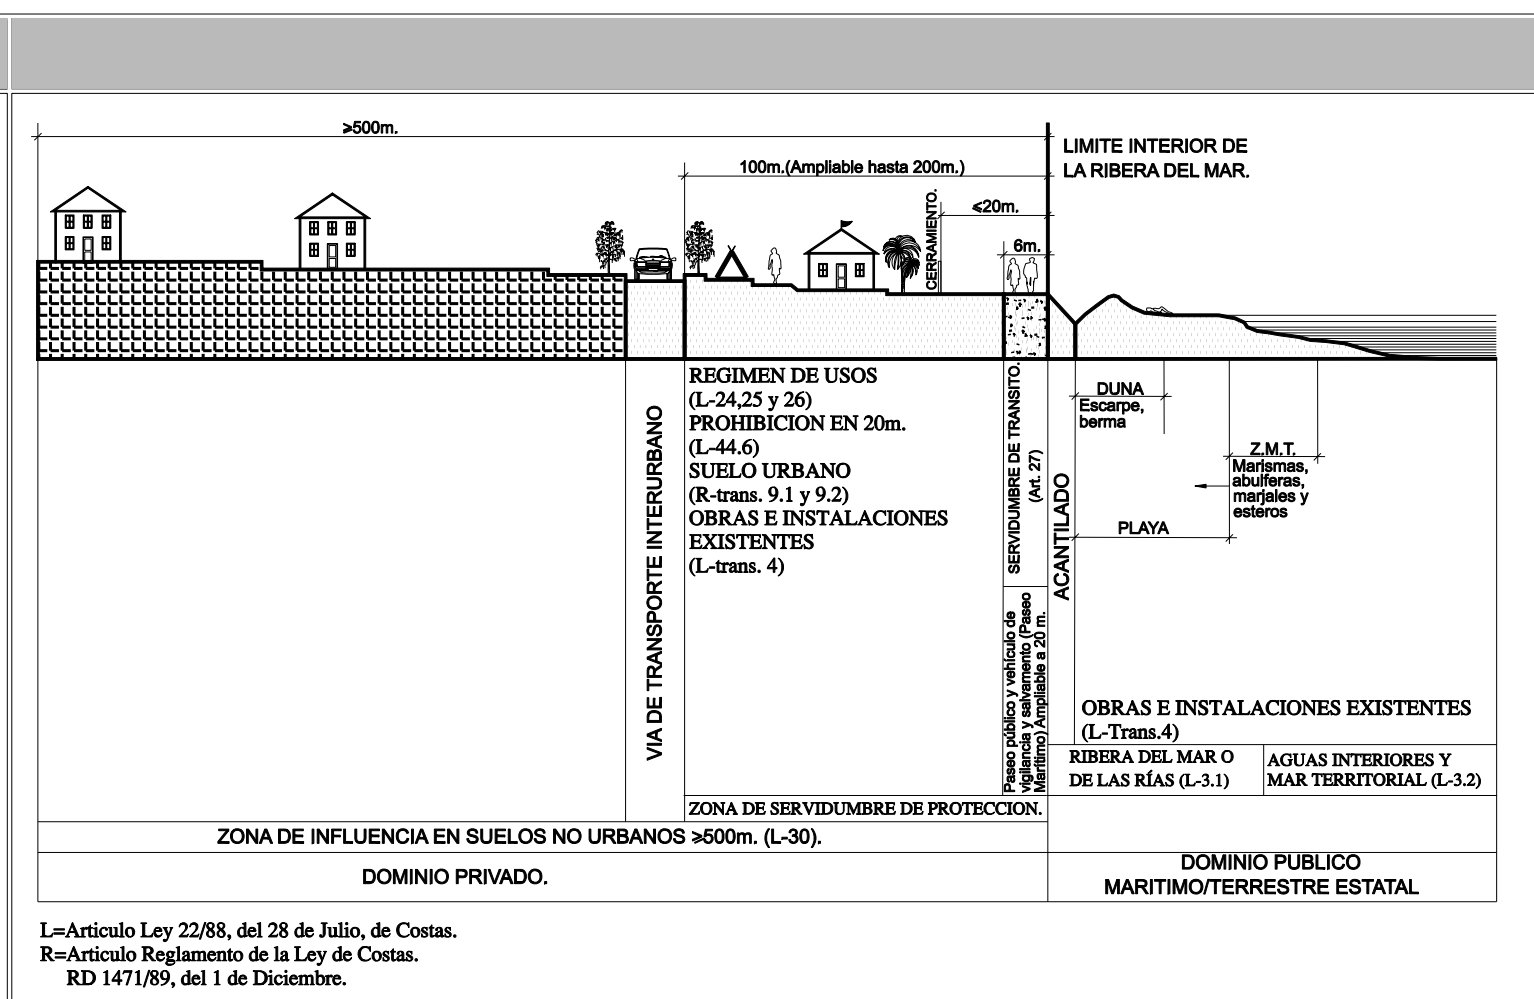 ≥500m.
LIMITE INTERIOR DE
LA RIBERA DEL MAR.
100m.(Ampliable hasta 200m.)
CERRAMIENTO.
≤20m.
6m.
REGIMEN DE USOS
(L-24,25 y 26)
PROHIBICION EN 20m.
(L-44.6)
SUELO URBANO
(R-trans. 9.1 y 9.2)
OBRAS E INSTALACIONES
EXISTENTES
(L-trans. 4)
VIA DE TRANSPORTE INTERURBANO
SERVIDUMBRE DE TRANSITO.
(Art. 27)
Paseo público y vehículo de
vigilancia y salvamento (Paseo
Marítimo) Ampliable a 20 m.
ACANTILADO
DUNA
Escarpe,
berma
Z.M.T.
Marismas,
abulferas,
marjales y
esteros
PLAYA
OBRAS E INSTALACIONES EXISTENTES
(L-Trans.4)
RIBERA DEL MAR O
DE LAS RÍAS (L-3.1)
AGUAS INTERIORES Y
MAR TERRITORIAL (L-3.2)
ZONA DE SERVIDUMBRE DE PROTECCION.
ZONA DE INFLUENCIA EN SUELOS NO URBANOS ≥500m. (L-30).
DOMINIO PRIVADO.
DOMINIO PUBLICO
MARITIMO/TERRESTRE ESTATAL
L=Articulo Ley 22/88, del 28 de Julio, de Costas.
R=Articulo Reglamento de la Ley de Costas.
RD 1471/89, del 1 de Diciembre.